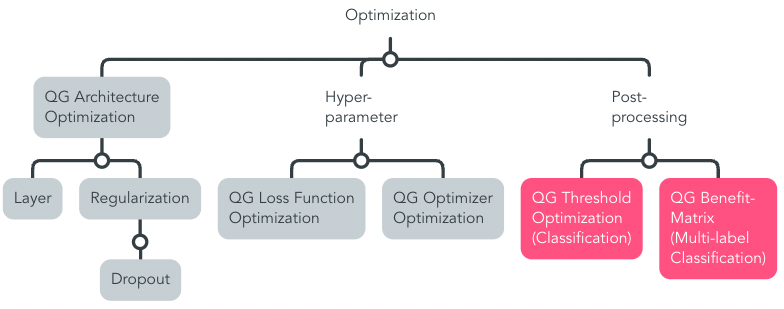 Optimization
QG Architecture
Optimization
Hyper-
parameter
Post-
processing
Layer
Regularization
QG Loss Function
Optimization
QG Optimizer
Optimization
QG Threshold
Optimization
(Classification)
QG Benefit-
Matrix
(Multi-label
Classification)
Dropout